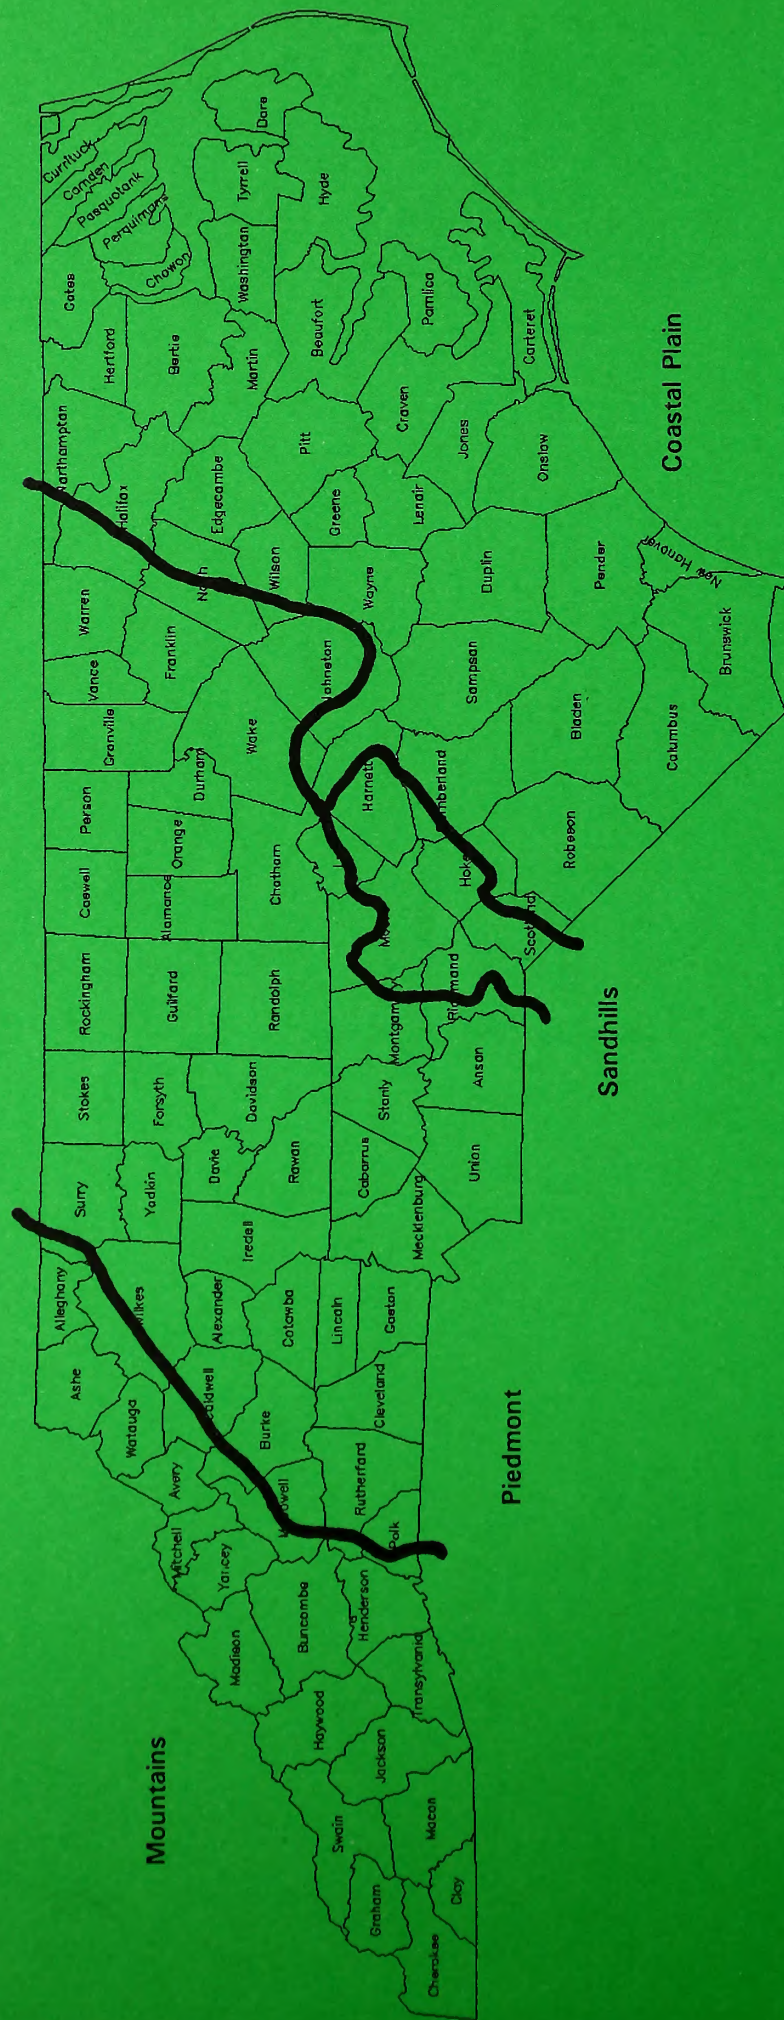 Mountains
Piedmont
Sandhills
Coastal Plain
Cherokee
Graham
Clay
Swain
Macon
Jackson
Haywood
Transylvania
Madison
Buncombe
Henderson
Yancey
Mitchell
Avery
Polk
Rutherford
Burke
Watauga
Ashe
Alleghany
Wilkes
Caldwell
Cleveland
Catawba
Lincoln
Gaston
Alexander
Iredell
Surry
Yadkin
Davie
Rowan
Cabarrus
Mecklenburg
Union
Stokes
Forsyth
Davidson
Stanly
Anson
Rockingham
Guilford
Randolph
Montgomery
Richmond
Caswell
Alamance
Orange
Chatham
Scotland
Hoke
Person
Durham
Granville
Wake
Harnett
Cumberland
Robeson
Vance
Warren
Franklin
Johnston
Sampson
Bladen
Columbus
Brunswick
Northampton
Halifax
Nash
Wilson
Wayne
Duplin
Pender
New Hanover
Edgecambe
Greene
Lenoir
Jones
Onslow
Hertford
Bertie
Martin
Pitt
Craven
Carteret
Gates
Chowan
Perquimans
Pasquotank
Camden
Currituck
Washington
Tyrrell
Dare
Beaufort
Hyde
Pamlico